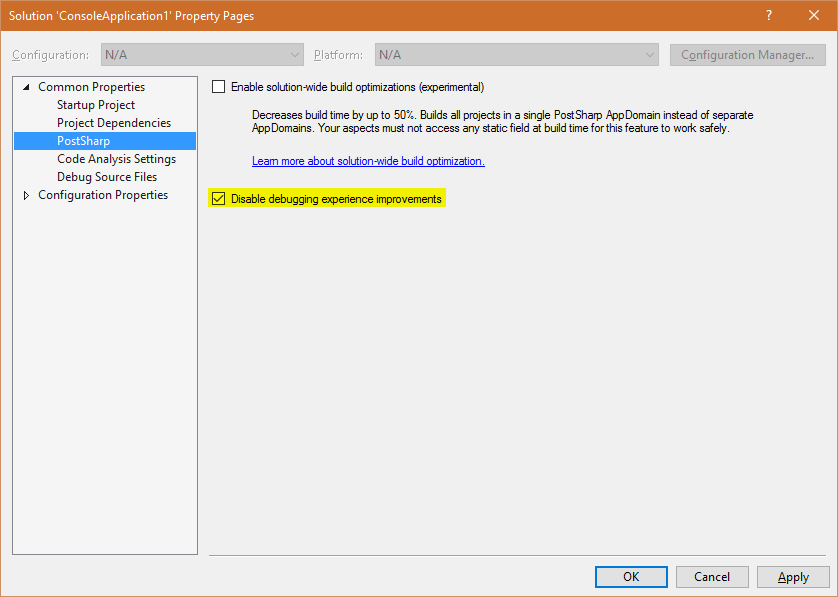 Solution 'ConsoleApplication1' Property Pages
?
Configuration: N/A Platform: N/A Configuration Manager...
Common Properties
Startup Project
Project Dependencies
PostSharp
Code Analysis Settings
Debug Source Files
Configuration Properties
Enable solution-wide build optimizations (experimental)
Decreases build time by up to 50%. Builds all projects in a single PostSharp AppDomain instead of separate
AppDomains. Your aspects must not access any static field at build time for this feature to work safely.
Learn more about solution-wide build optimization.
Disable debugging experience improvements
OK Cancel Apply